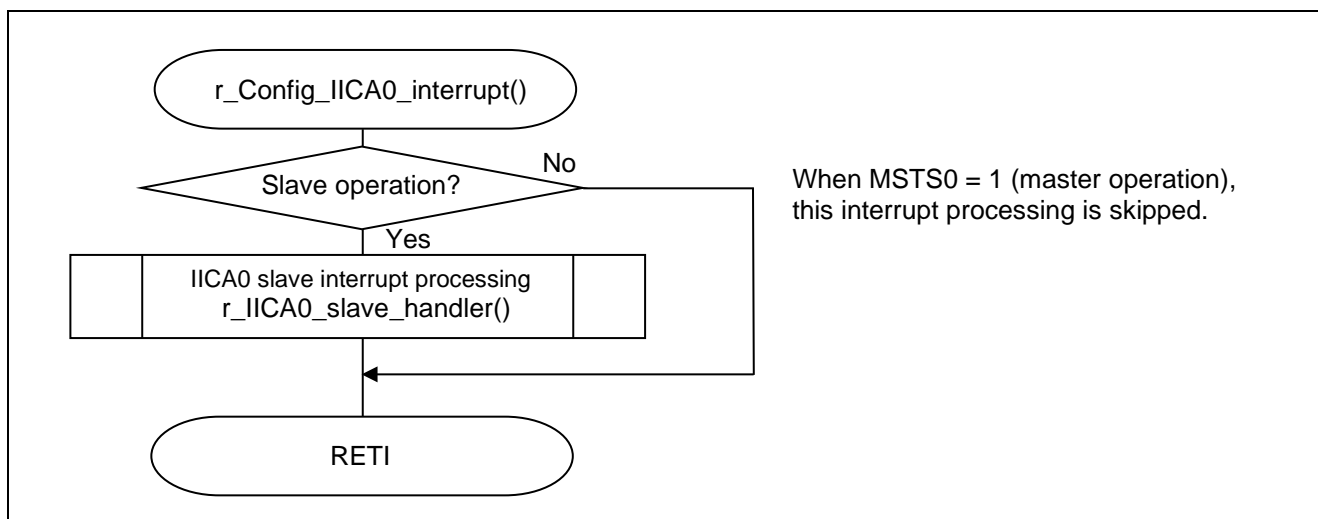 r_Config_IICA0_interrupt()
No
Slave operation?
When MSTS0 = 1 (master operation),
this interrupt processing is skipped.
Yes
IICA0 slave interrupt processing
r_IICA0_slave_handler()
RETI